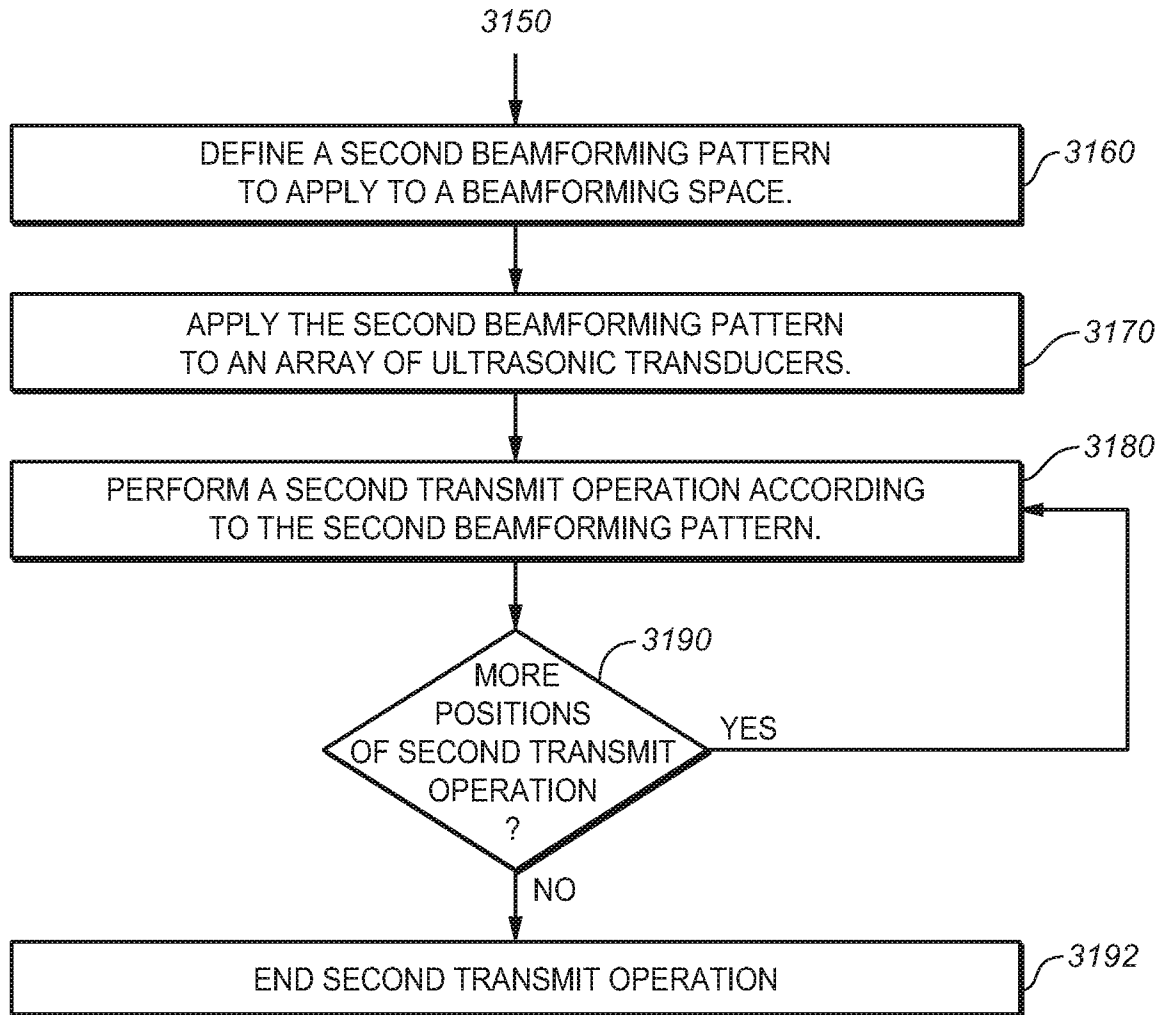 3150
DEFINE A SECOND BEAMFORMING PATTERN
TO APPLY TO A BEAMFORMING SPACE.
3160
APPLY THE SECOND BEAMFORMING PATTERN
TO AN ARRAY OF ULTRASONIC TRANSDUCERS.
3170
PERFORM A SECOND TRANSMIT OPERATION ACCORDING
TO THE SECOND BEAMFORMING PATTERN.
3180
MORE
POSITIONS
OF SECOND TRANSMIT
OPERATION
?
3190
YES
NO
END SECOND TRANSMIT OPERATION
3192